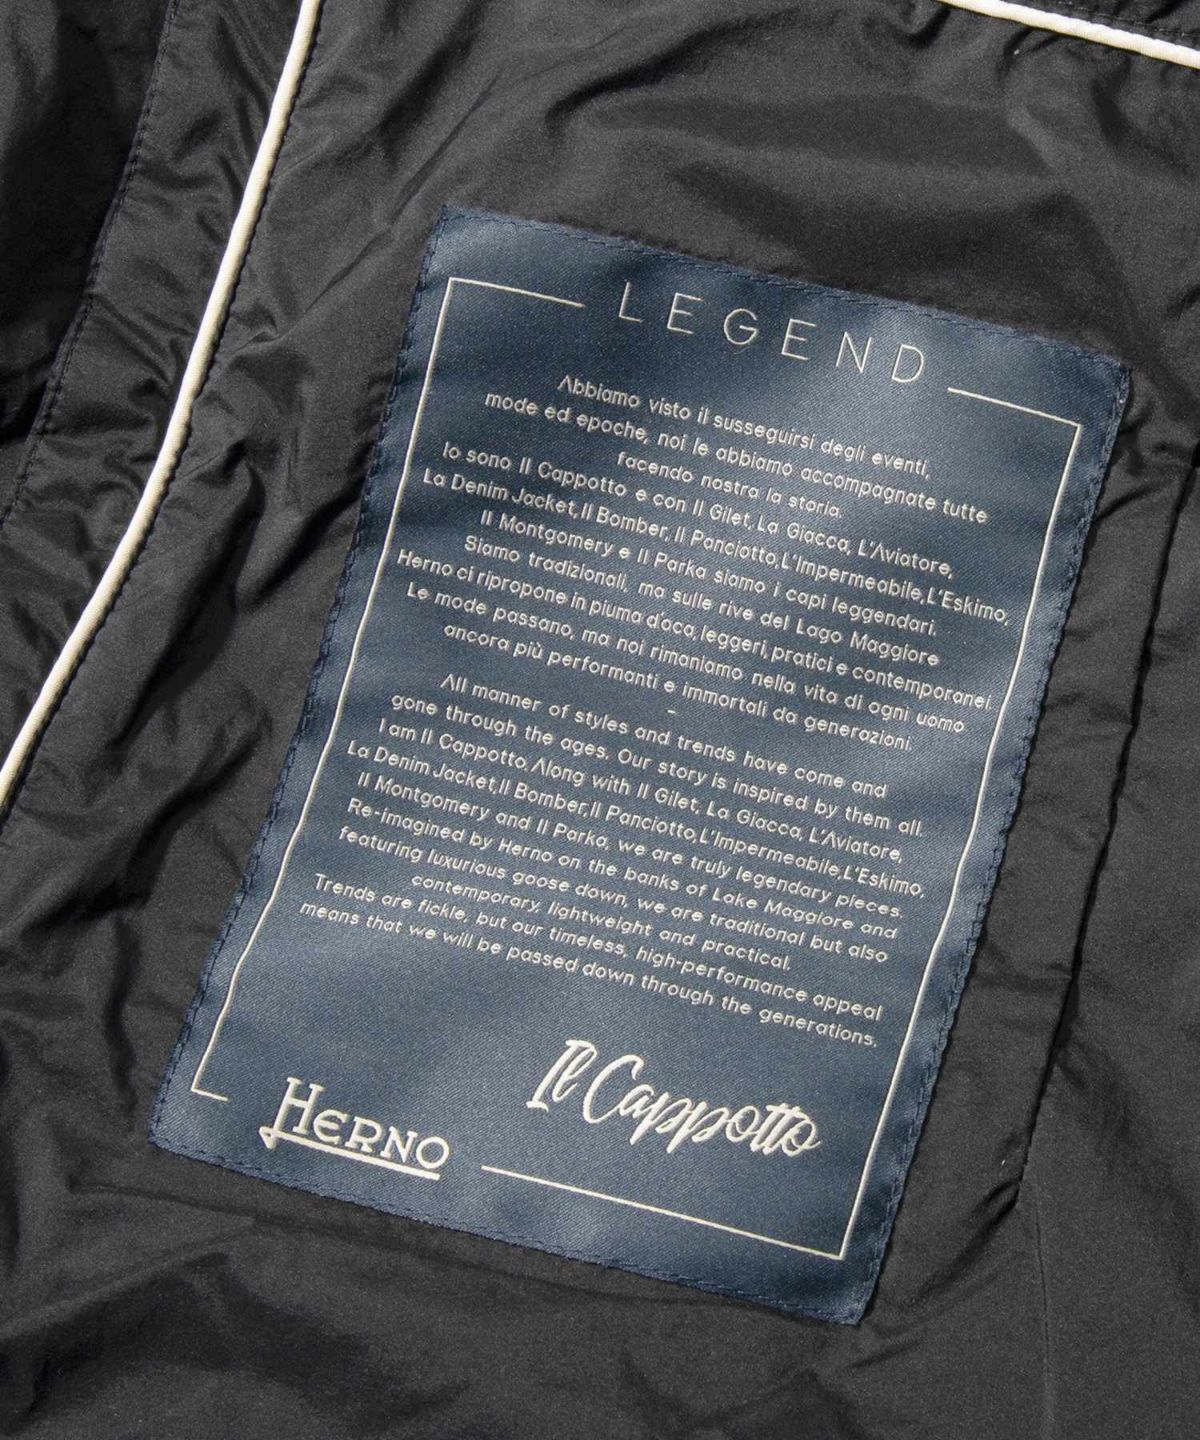 LEGEND
Abbiamo visto il susseguirsi degli eventi,
mode ed epoche, noi le abbiamo accompagnate tutte
facendo nostra la storia.
Io sono Il Cappotto e con Il Gilet, La Giacca, L'Aviatore,
La Denim Jacket, Il Bomber, Il Panciotto, L'Impermeabile, L'Eskimo,
Il Montgomery e Il Parka siamo i capi leggendari.
Siamo tradizionali, ma sulle rive del Lago Maggiore
Herno ci ripropone in piuma d'oca, leggeri, pratici e contemporanei.
Le mode passano, ma noi rimaniamo nella vita di ogni uomo
ancora più performanti e immortali da generazioni.
-
All manner of styles and trends have come and
gone through the ages. Our story is inspired by them all.
I am Il Cappotto. Along with Il Gilet, La Giacca, L'Aviatore,
La Denim Jacket, Il Bomber, Il Panciotto, L'Impermeabile, L'Eskimo,
Il Montgomery and Il Parka, we are truly legendary pieces.
Re-imagined by Herno on the banks of Lake Maggiore and
featuring luxurious goose down, we are traditional but also
contemporary, lightweight and practical.
Trends are fickle, but our timeless, high-performance appeal
means that we will be passed down through the generations.
Il Cappotto
HERNO